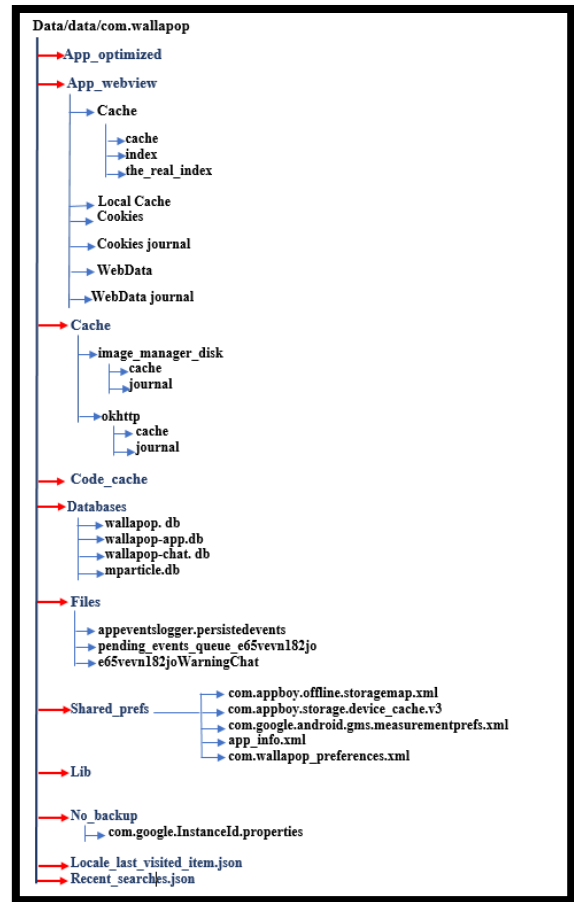 Data/data/com.wallapop
App_optimized
App_webview
Cache
cache
index
the_real_index
Local Cache
Cookies
Cookies journal
WebData
WebData journal
Cache
image_manager_disk
cache
journal
okhttp
cache
journal
Code_cache
Databases
wallapop. db
wallapop-app.db
wallapop-chat. db
mparticle.db
Files
appeventslogger.persistedevents
pending_events_queue_e65vevn182jo
e65vevn182joWarningChat
Shared_prefs
com.appboy.offline.storagemap.xml
com.appboy.storage.device_cache.v3
com.google.android.gms.measurementprefs.xml
app_info.xml
com.wallapop_preferences.xml
Lib
No_backup
com.google.InstanceId.properties
Locale_last_visited_item.json
Recent_searches.json